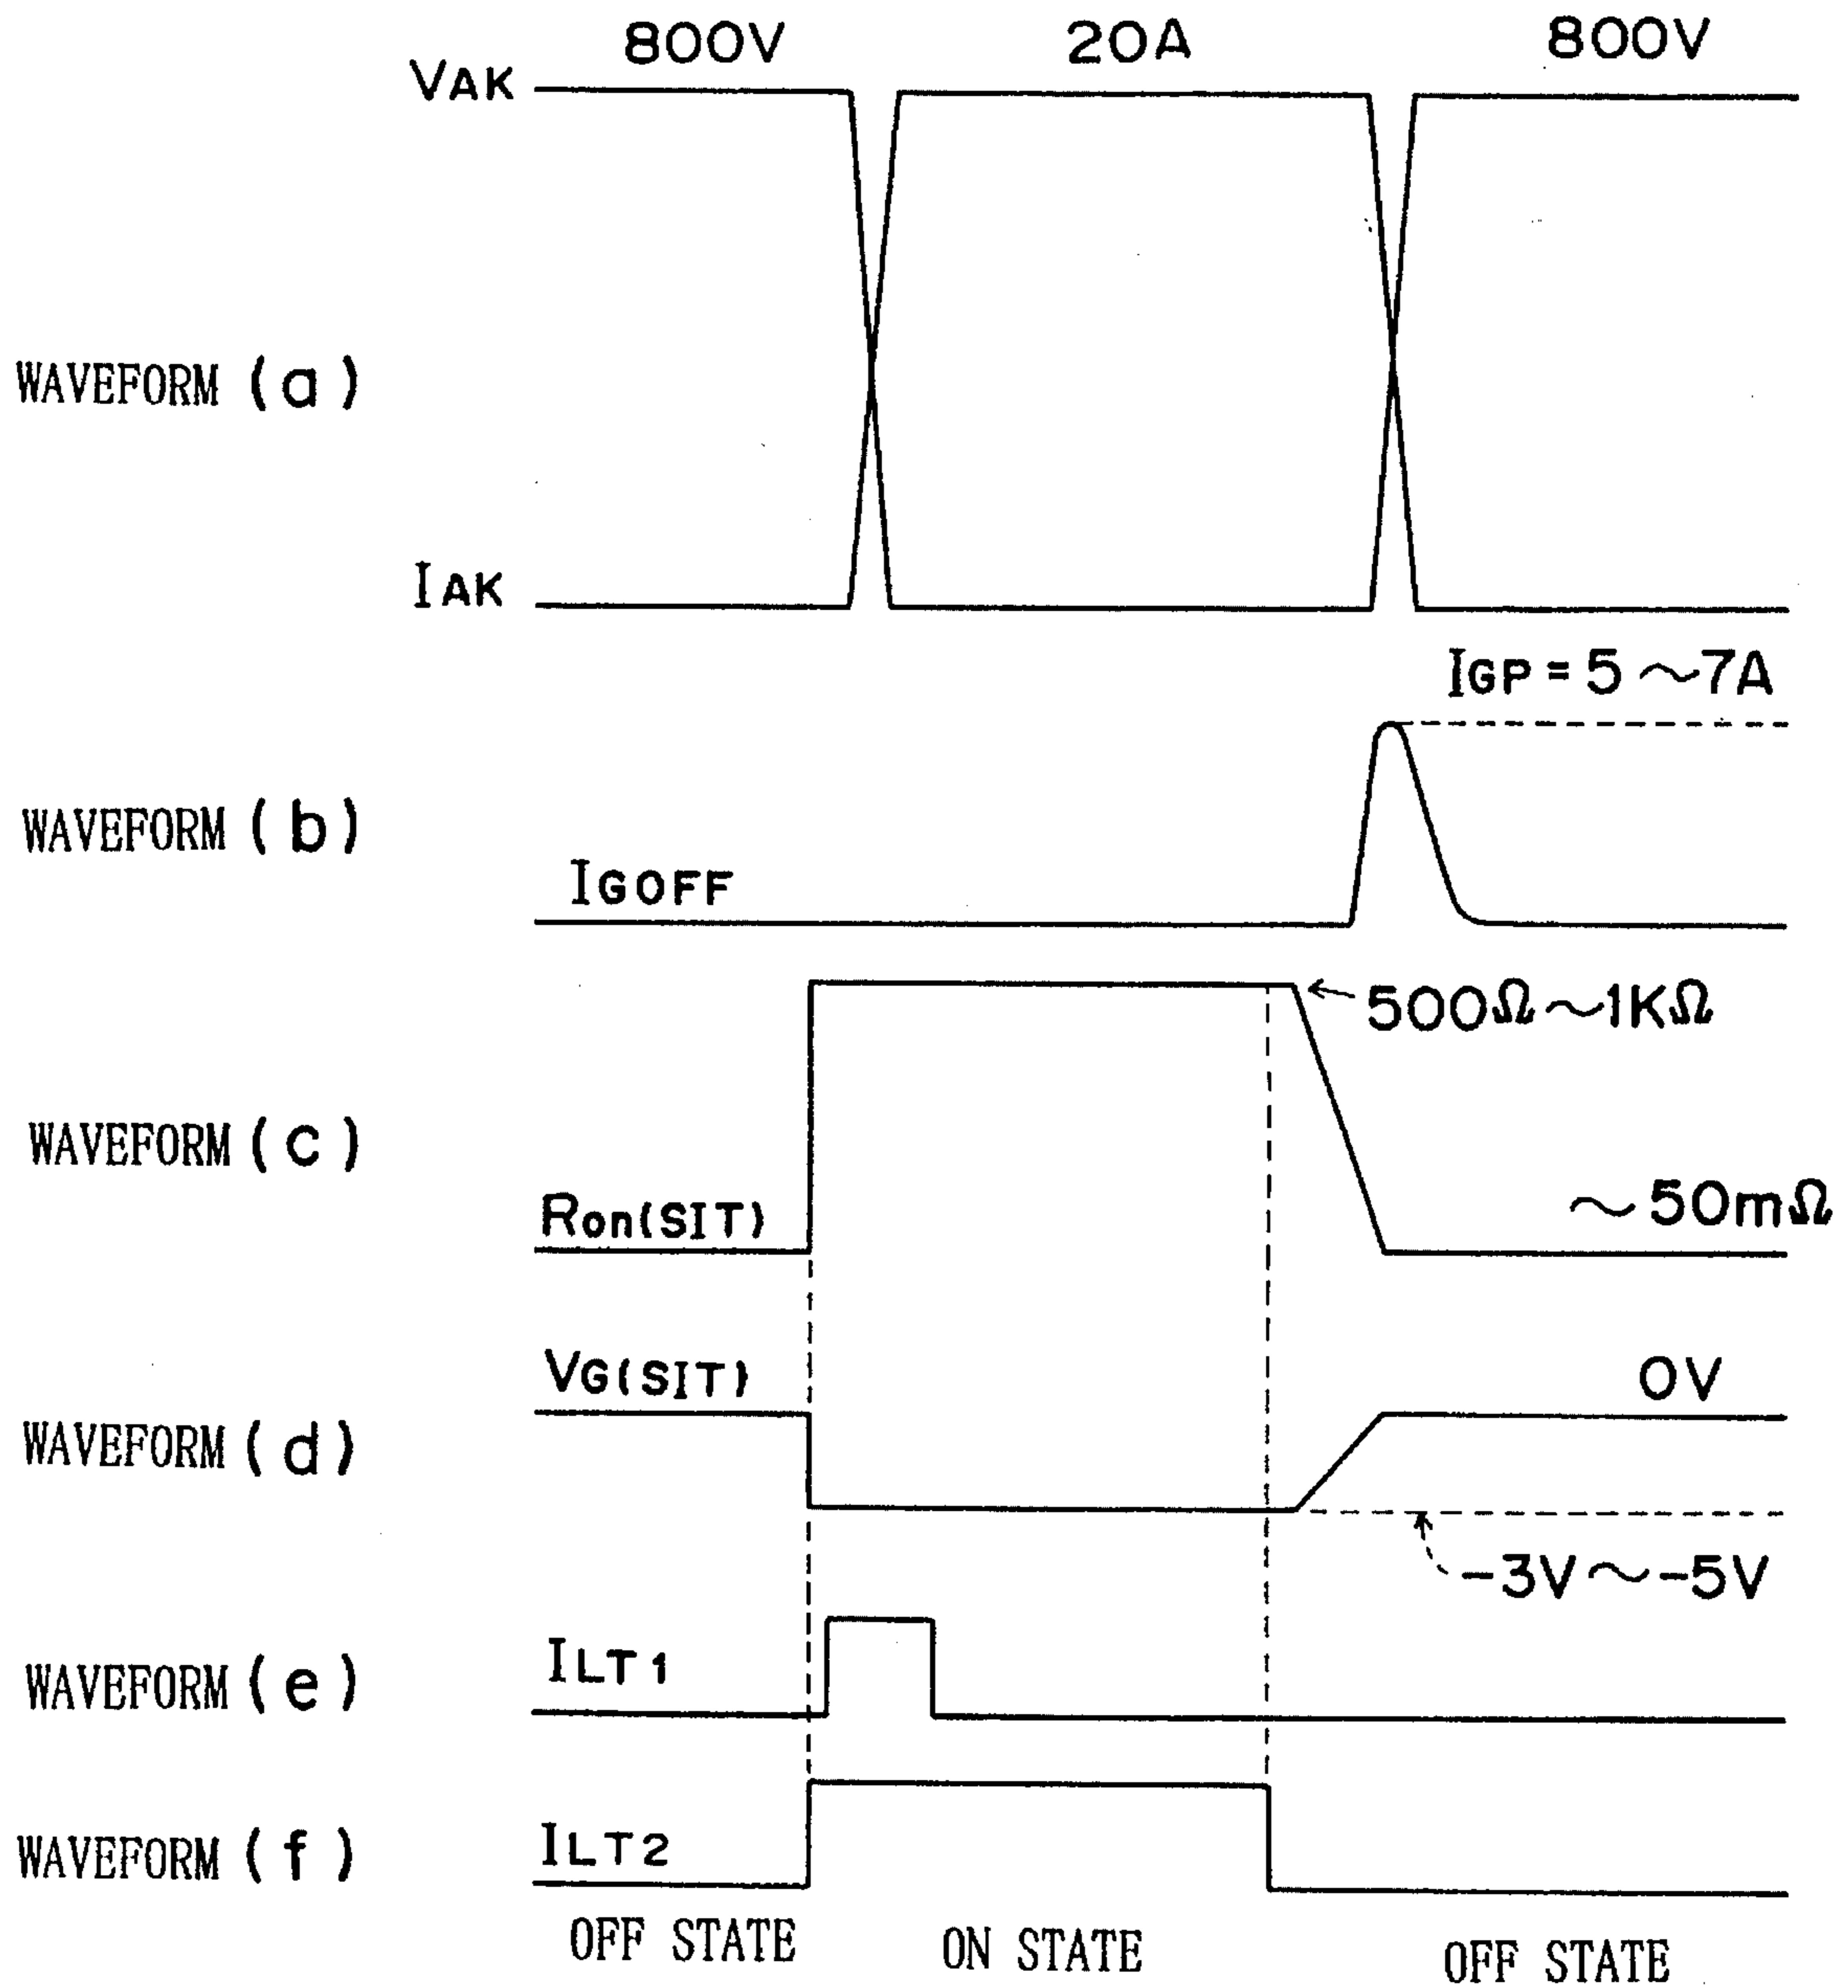 800V 20A 800V
VAK
WAVEFORM (a)
IAK
IGP = 5 ~ 7A
WAVEFORM (b)
IGOFF
500Ω ~ 1KΩ
WAVEFORM (c)
Ron(SIT) ~ 50mΩ
VG(SIT) 0V
WAVEFORM (d)
-3V ~ -5V
WAVEFORM (e) ILT1
WAVEFORM (f) ILT2
OFF STATE ON STATE OFF STATE